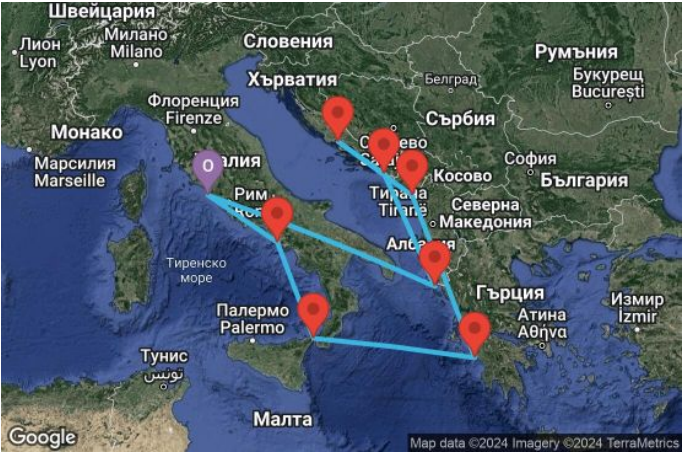 Швейцария
Милано
Milano
Лион
Lyon
Словения
Румъния
Хърватия
Белград
Букурещ
București
Флоренция
Firenze
Сърбия
Монако
Марсилия
Marseille
София
Косово
България
Рим
Тирана
Tiranë
Северна
Македония
Тиренско
море
Гърция
Измир
İzmir
Атина
Αθήνα
Палермо
Palermo
Тунис
تونس
Малта
Google
Map data ©2024 Imagery ©2024 TerraMetrics
O